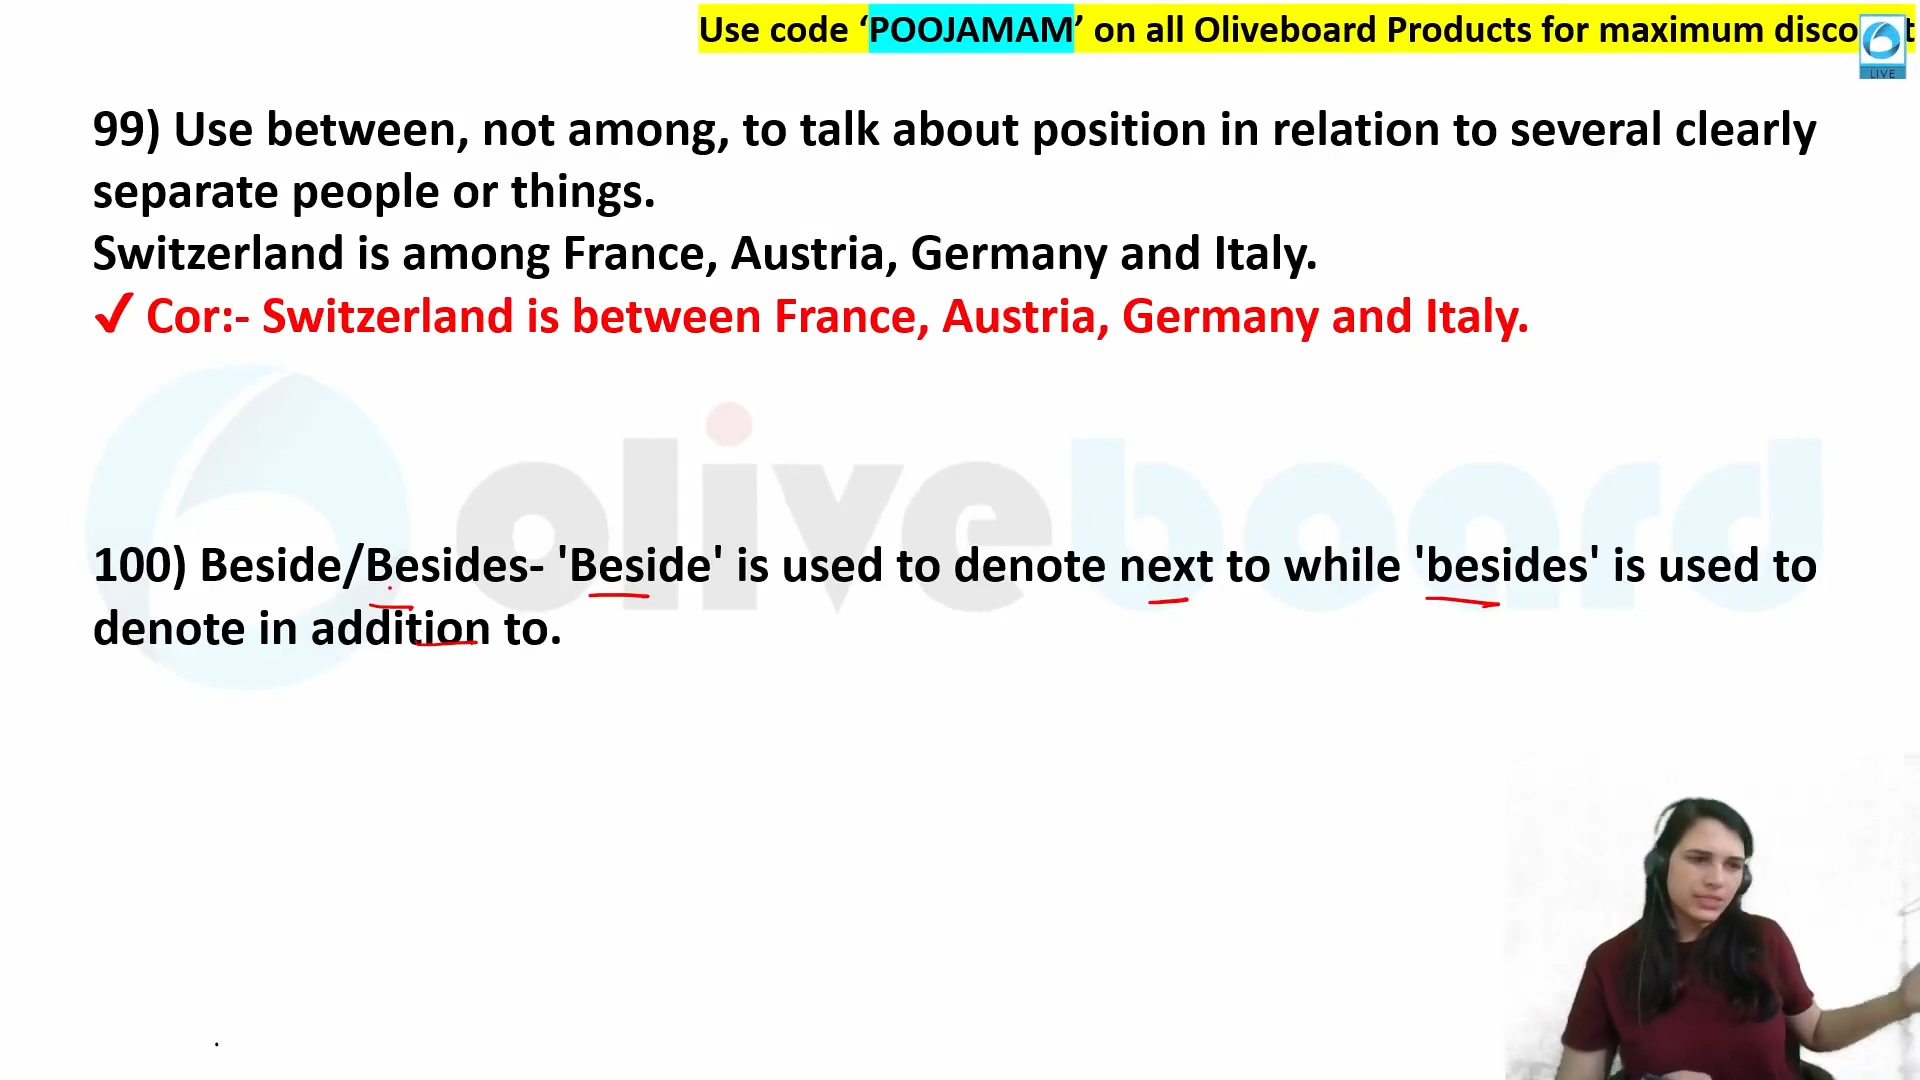 Use code ‘POOJAMAM’ on all Oliveboard Products for maximum
LIVE
99) Use between, not among, to talk about position in relation to several clearly
separate people or things.
Switzerland is among France, Austria, Germany and Italy.
✓ Cor:- Switzerland is between France, Austria, Germany and Italy.
oliveboard
100) Beside/Besides- 'Beside' is used to denote next to while 'besides' is used to
denote in addition to.